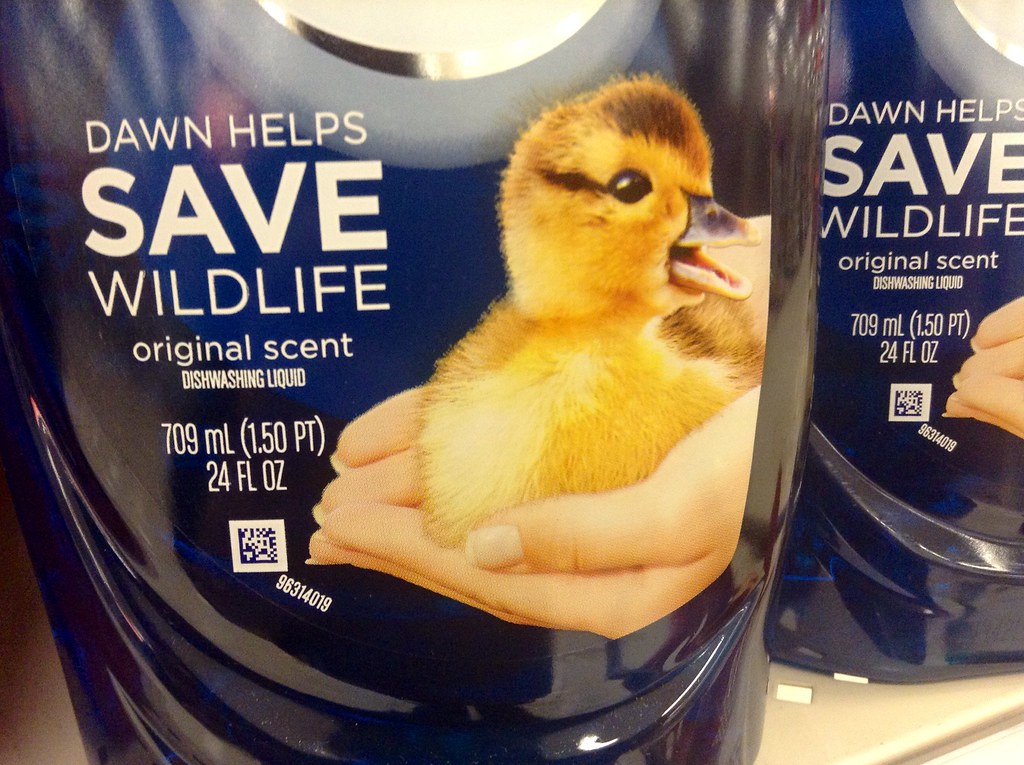 DAWN HELPS
SAVE
WILDLIFE
original scent
DISHWASHING LIQUID
709 mL (1.50 PT)
24 FL OZ
96314019
DAWN HELPS
SAVE
WILDLIFE
original scent
DISHWASHING LIQUID
709 mL (1.50 PT)
24 FL OZ
96314019